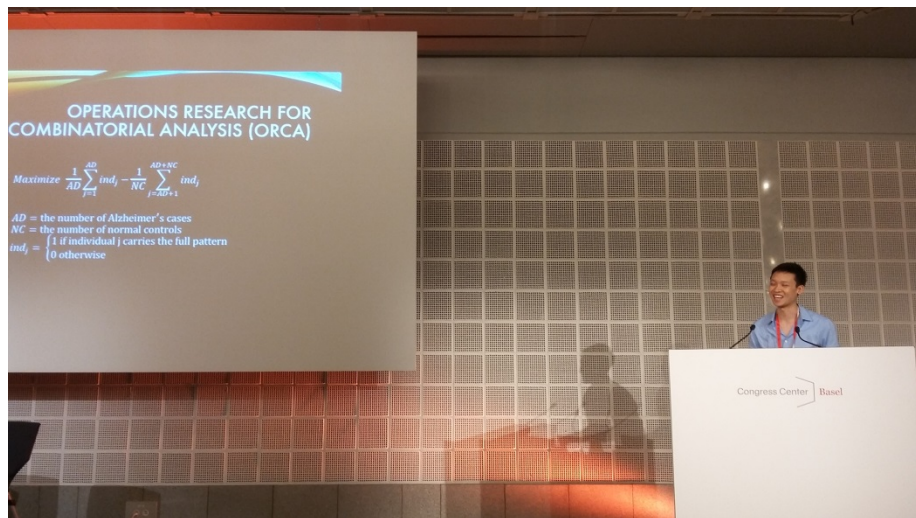 OPERATIONS RESEARCH FOR
COMBINATORIAL ANALYSIS (ORCA)
Maximize 1/AD ∑_{j=1}^{AD} ind_j − 1/NC ∑_{j=AD+1}^{AD+NC} ind_j
AD = the number of Alzheimer's cases
NC = the number of normal controls
ind_j = {1 if individual j carries the full pattern
0 otherwise
Congress Center Basel